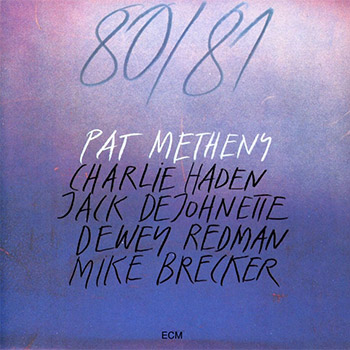 80/81
PAT METHENY
CHARLIE HADEN
JACK DEJOHNETTE
DEWEY REDMAN
MIKE BRECKER
ECM